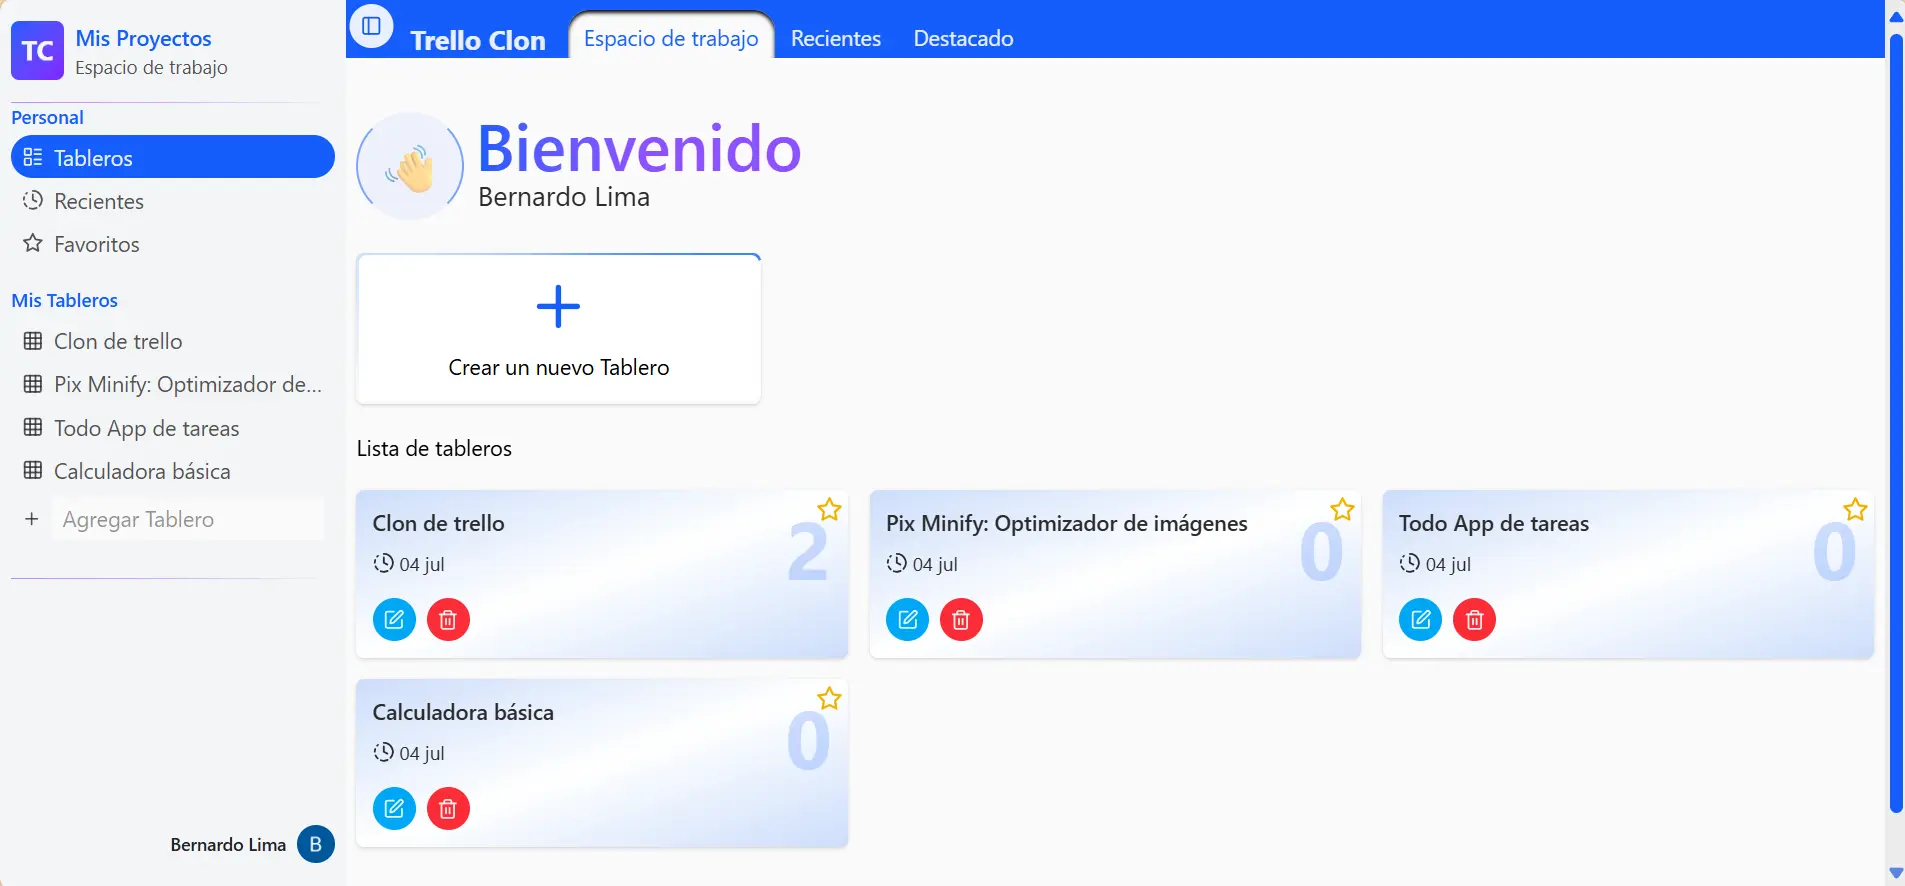 TC
Mis Proyectos
Espacio de trabajo
Personal
Tableros
Recientes
Favoritos
Mis Tableros
Clon de trello
Pix Minify: Optimizador de...
Todo App de tareas
Calculadora básica
+ Agregar Tablero
Bernardo Lima B
Trello Clon Espacio de trabajo Recientes Destacado
Bienvenido
Bernardo Lima
Crear un nuevo Tablero
Lista de tableros
Clon de trello
2
04 jul
Pix Minify: Optimizador de imágenes
0
04 jul
Todo App de tareas
0
04 jul
Calculadora básica
0
04 jul